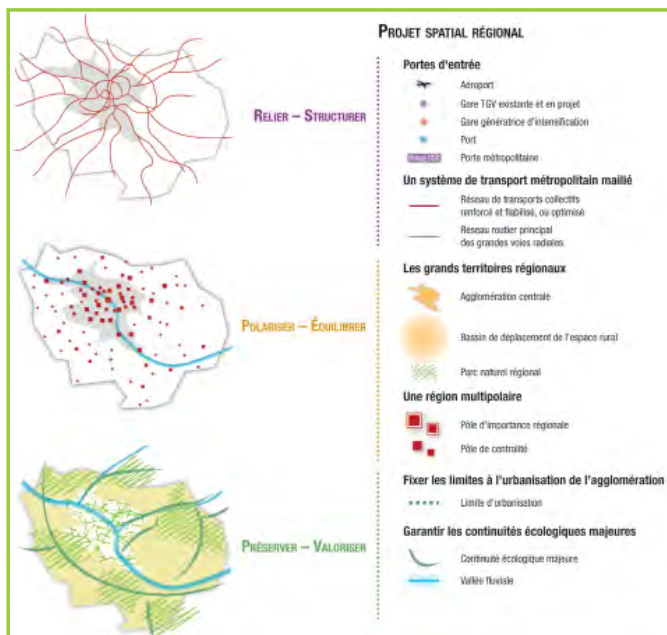 PROJET SPATIAL RÉGIONAL
RELIER – STRUCTURER
Portes d'entrée
Aéroport
Gare TGV existante et en projet
Gare génératrice d'intensification
Port
Porte métropolitaine
Un système de transport métropolitain maillé
Réseau de transports collectifs
renforcé et fiabilisé, ou optimisé
Réseau routier principal
des grandes voies radiales
POLARISER – ÉQUILIBRER
Les grands territoires régionaux
Agglomération centrale
Bassin de déplacement de l'espace rural
Parc naturel régional
Une région multipolaire
Pôle d'importance régionale
Pôle de centralité
PRÉSERVER – VALORISER
Fixer les limites à l'urbanisation de l'agglomération
Limite d'urbanisation
Garantir les continuités écologiques majeures
Continuité écologique majeure
Vallée fluviale